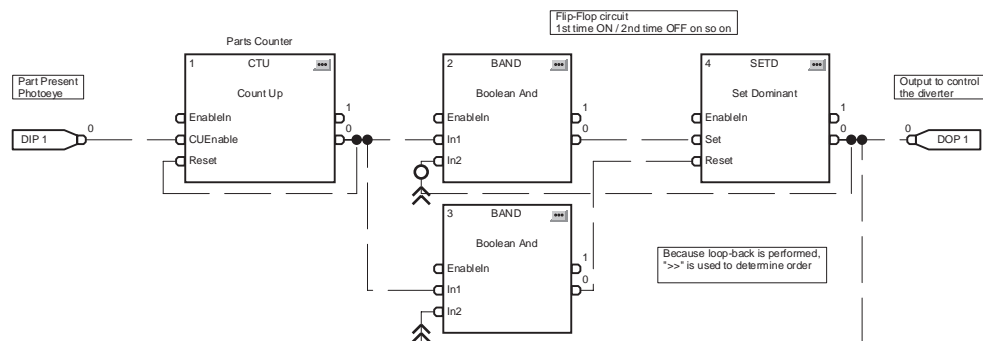 Flip-Flop circuit
1st time ON / 2nd time OFF on so on
Parts Counter
Part Present
Photoeye
DIP 1
0
1
CTU
Count Up
EnableIn
CUEnable
Reset
1
0
2
BAND
Boolean And
EnableIn
In1
In2
1
0
4
SETD
Set Dominant
EnableIn
Set
Reset
1
0
Output to control
the diverter
0
DOP 1
3
BAND
Boolean And
EnableIn
In1
In2
1
0
Because loop-back is performed,
">>" is used to determine order